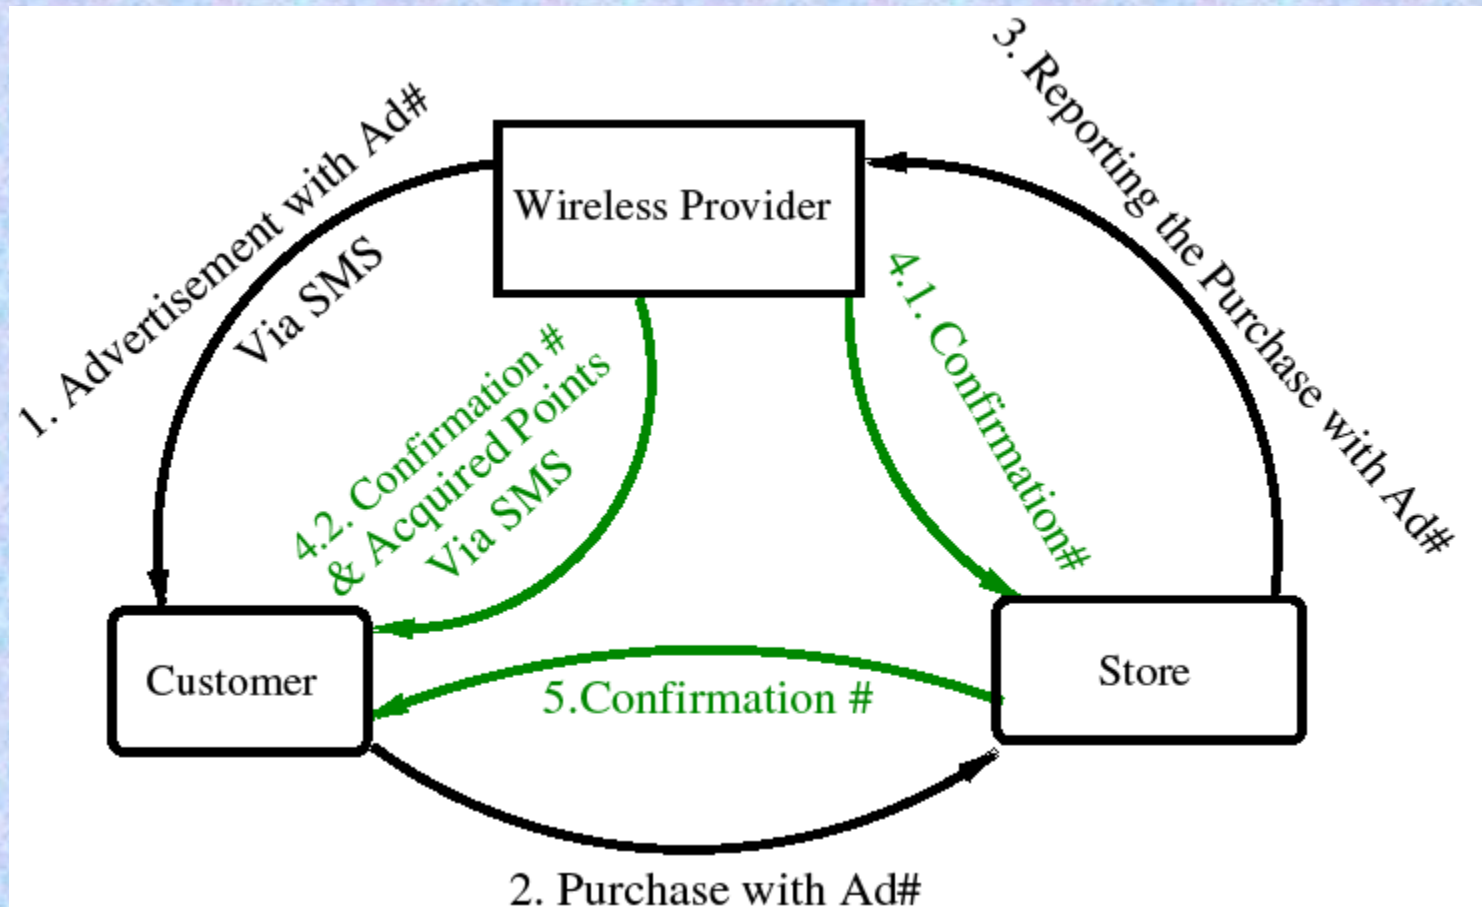 3. Reporting the Purchase with Ad#
1. Advertisement with Ad#
Via SMS
Wireless Provider
4.1. Confirmation#
4.2. Confirmation #
& Acquired Points
Via SMS
Customer
Store
5.Confirmation #
2. Purchase with Ad#